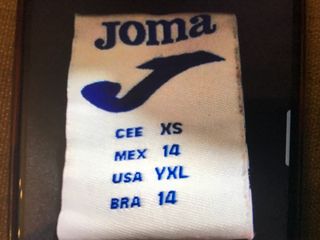 Joma
CEE XS
MEX 14
USA YXL
BRA 14